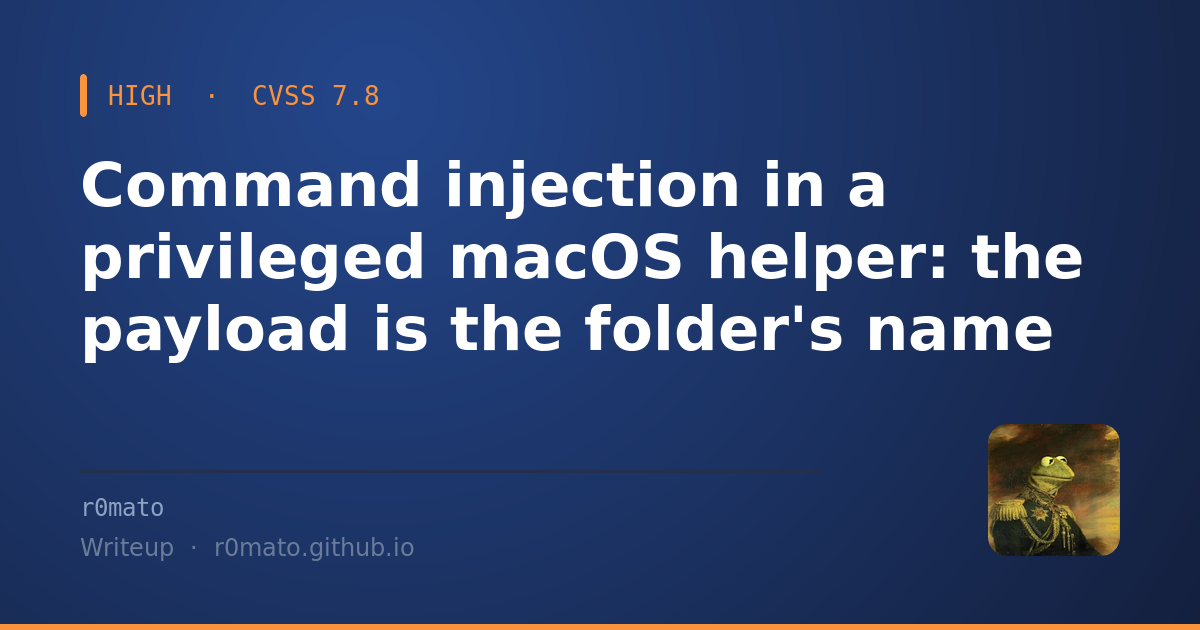 HIGH · CVSS 7.8
Command injection in a
privileged macOS helper: the
payload is the folder's name
r0mato
Writeup · r0mato.github.io